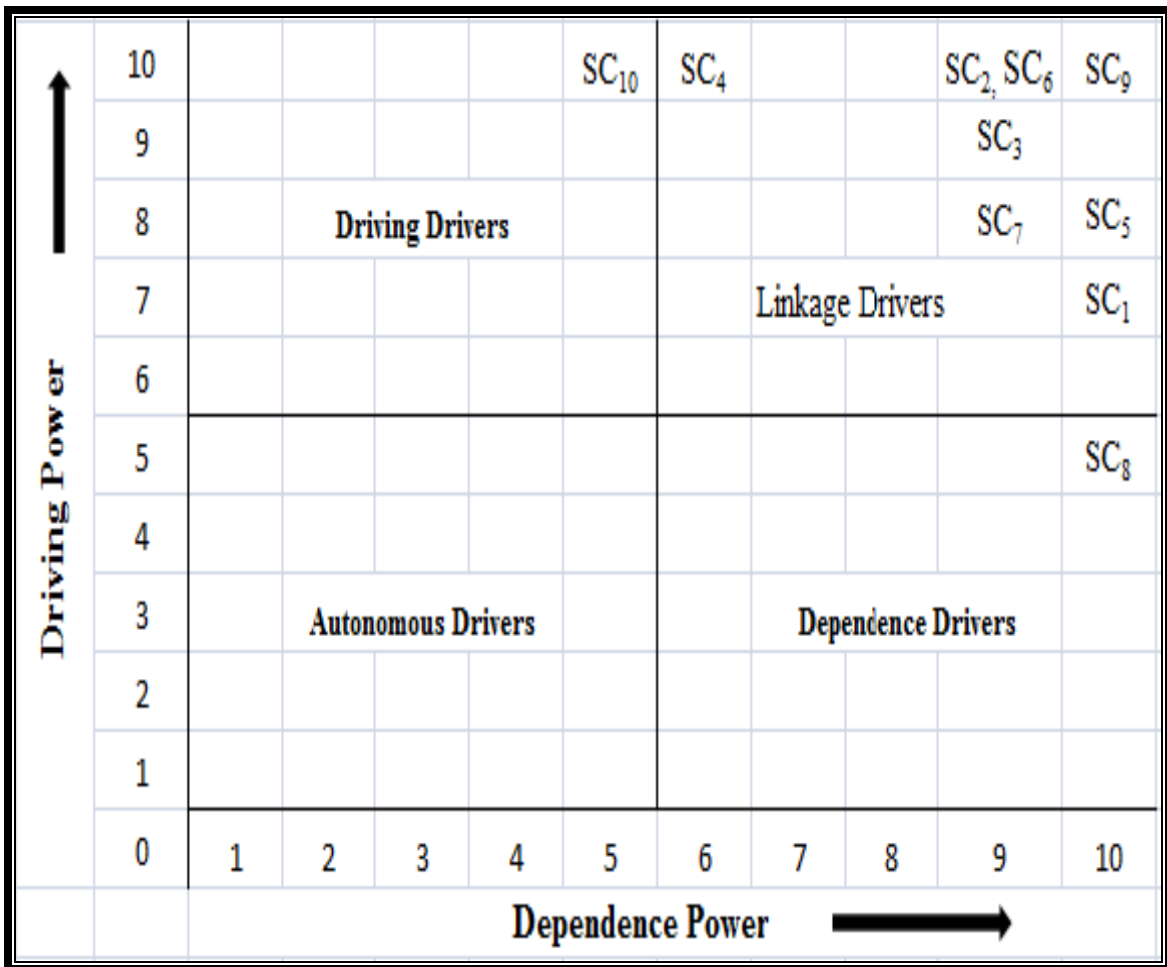 10 SC₁₀ SC₄ SC₂, SC₆ SC₉
9 SC₃
8 Driving Drivers SC₇ SC₅
7 Linkage Drivers SC₁
6
5 SC₈
4
3 Autonomous Drivers Dependence Drivers
2
1
0 1 2 3 4 5 6 7 8 9 10
Driving Power
Dependence Power